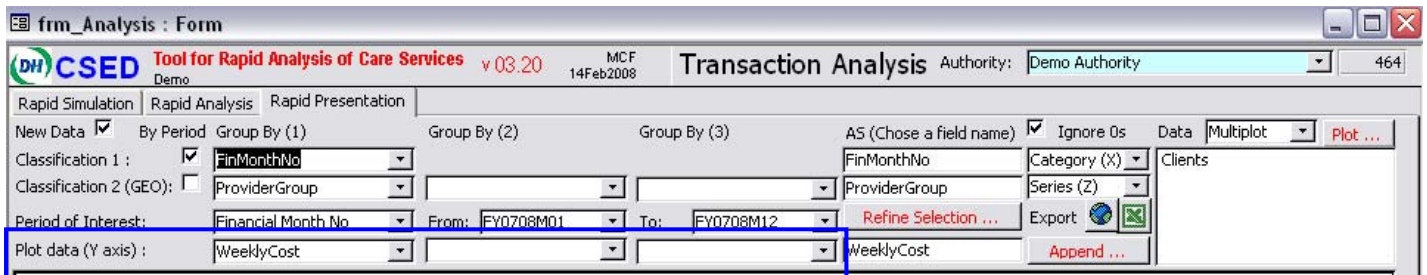 frm_Analysis : Form
DH CSED Tool for Rapid Analysis of Care Services v 03.20 MCF 14Feb2008 Transaction Analysis Authority: Demo Authority 464
Demo
Rapid Simulation Rapid Analysis Rapid Presentation
New Data By Period Group By (1) Group By (2) Group By (3) AS (Chose a field name) Ignore 0s Data Multiplot Plot ...
Classification 1 : FinMonthNo FinMonthNo Category (X) Clients
Classification 2 (GEO): ProviderGroup ProviderGroup Series (Z)
Period of Interest: Financial Month No From: FY0708M01 To: FY0708M12 Refine Selection ... Export
Plot data (Y axis) : WeeklyCost WeeklyCost Append ...